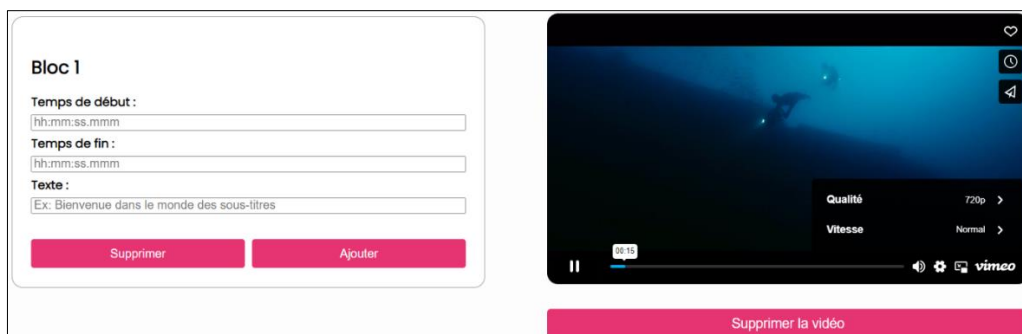 Bloc 1
Temps de début :
hh:mm:ss.mmm
Temps de fin :
hh:mm:ss.mmm
Texte :
Ex: Bienvenue dans le monde des sous-titres
Supprimer Ajouter
Qualité 720p
Vitesse Normal
00:15
vimeo
Supprimer la vidéo